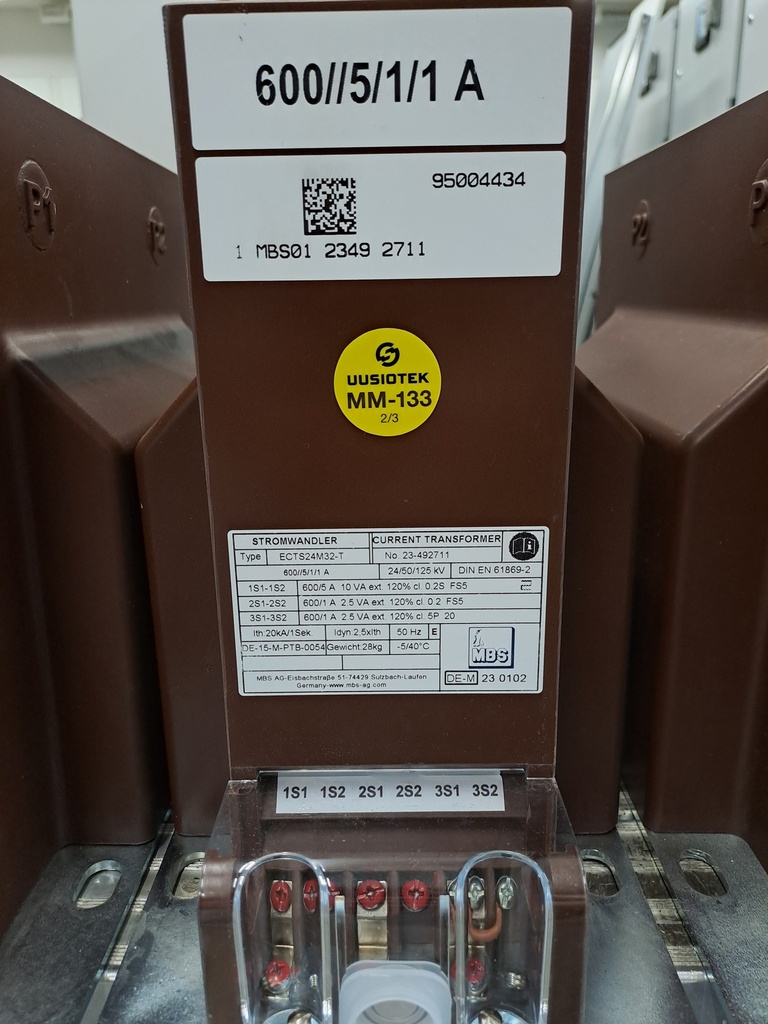 600//5/1/1 A
95004434
1 MBS01 2349 2711
P1
P2
P2
UUSIOTEK
MM-133
2/3
STROMWANDLER CURRENT TRANSFORMER
Type ECTS24M32-T No. 23-492711
600//5/1/1 A 24/50/125 kV DIN EN 61869-2
1S1-1S2 600/5 A 10 VA ext. 120% cl. 0.2S FS5
2S1-2S2 600/1 A 2.5 VA ext. 120% cl. 0.2 FS5
3S1-3S2 600/1 A 2.5 VA ext. 120% cl. 5P 20
Ith:20kA/1Sek. Idyn:2,5xIth 50 Hz E
DE-15-M-PTB-0054 Gewicht:28kg -5/40°C
MBS
MBS AG-Eisbachstraße 51-74429 Sulzbach-Laufen
Germany-www.mbs-ag.com
DE-M 23 0102
1S1 1S2 2S1 2S2 3S1 3S2